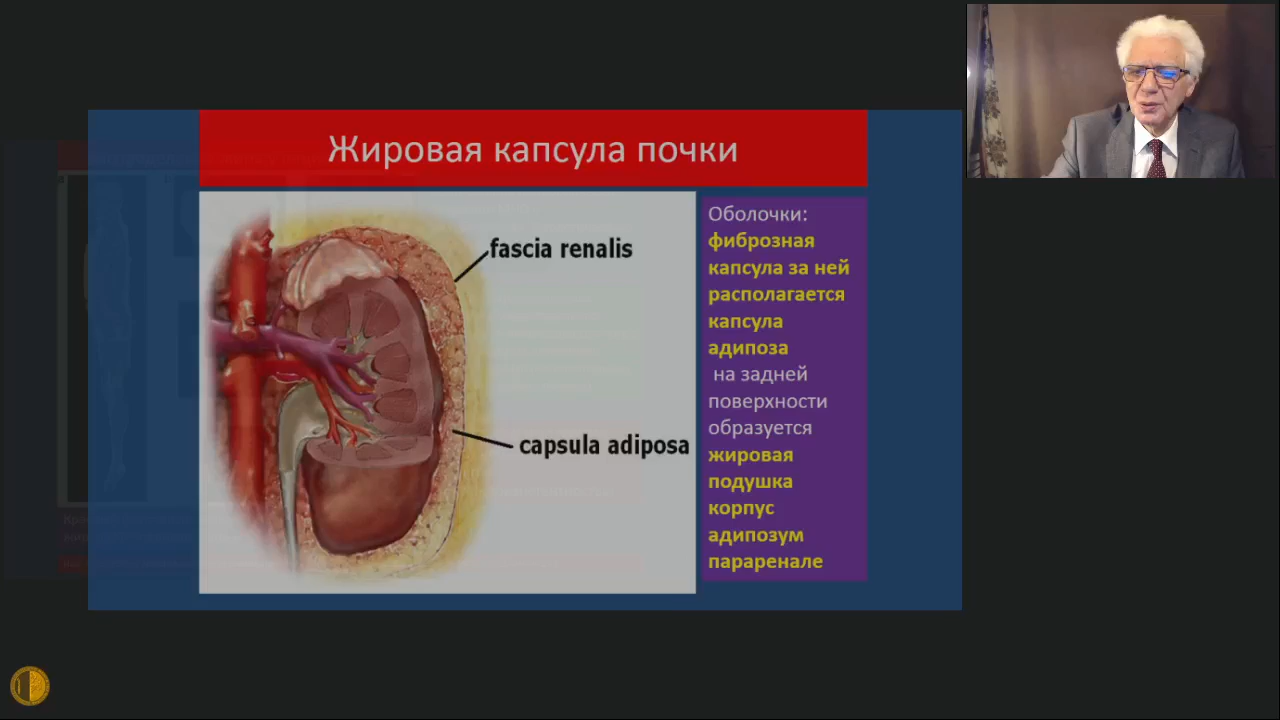 Жировая капсула почки
fascia renalis
capsula adiposa
Оболочки:
фиброзная
капсула за ней
располагается
капсула
адипоза
на задней
поверхности
образуется
жировая
подушка
корпус
адипозум
параренале